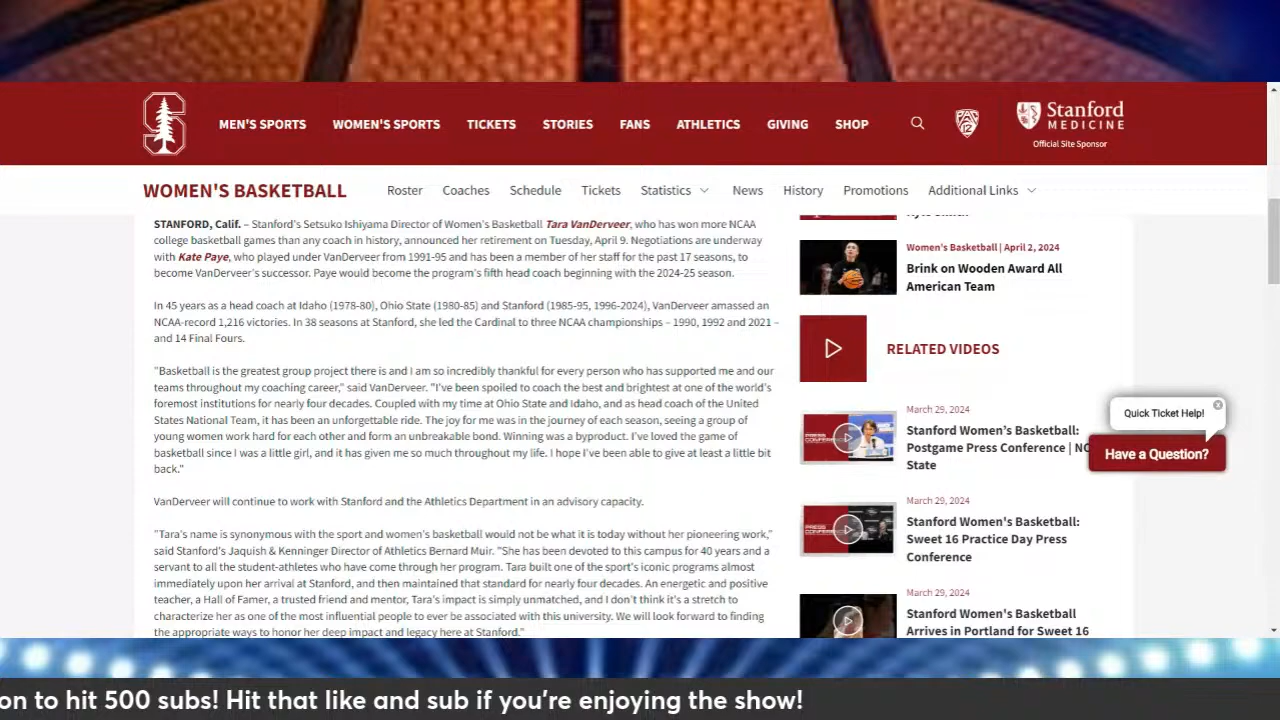 MEN'S SPORTS WOMEN'S SPORTS TICKETS STORIES FANS ATHLETICS GIVING SHOP
PAC
12
Stanford
MEDICINE
Official Site Sponsor
WOMEN'S BASKETBALL Roster Coaches Schedule Tickets Statistics News History Promotions Additional Links
STANFORD, Calif. – Stanford's Setsuko Ishiyama Director of Women's Basketball Tara VanDerveer, who has won more NCAA
college basketball games than any coach in history, announced her retirement on Tuesday, April 9. Negotiations are underway
with Kate Paye, who played under VanDerveer from 1991-95 and has been a member of her staff for the past 17 seasons, to
become VanDerveer's successor. Paye would become the program's fifth head coach beginning with the 2024-25 season.
In 45 years as a head coach at Idaho (1978-80), Ohio State (1980-85) and Stanford (1985-95, 1996-2024), VanDerveer amassed an
NCAA-record 1,216 victories. In 38 seasons at Stanford, she led the Cardinal to three NCAA championships – 1990, 1992 and 2021 –
and 14 Final Fours.
"Basketball is the greatest group project there is and I am so incredibly thankful for every person who has supported me and our
teams throughout my coaching career," said VanDerveer. "I've been spoiled to coach the best and brightest at one of the world's
foremost institutions for nearly four decades. Coupled with my time at Ohio State and Idaho, and as head coach of the United
States National Team, it has been an unforgettable ride. The joy for me was in the journey of each season, seeing a group of
young women work hard for each other and form an unbreakable bond. Winning was a byproduct. I've loved the game of
basketball since I was a little girl, and it has given me so much throughout my life. I hope I've been able to give at least a little bit
back."
VanDerveer will continue to work with Stanford and the Athletics Department in an advisory capacity.
"Tara's name is synonymous with the sport and women's basketball would not be what it is today without her pioneering work,"
said Stanford's Jaquish & Kenninger Director of Athletics Bernard Muir. "She has been devoted to this campus for 40 years and a
servant to all the student-athletes who have come through her program. Tara built one of the sport's iconic programs almost
immediately upon her arrival at Stanford, and then maintained that standard for nearly four decades. An energetic and positive
teacher, a Hall of Famer, a trusted friend and mentor, Tara's impact is simply unmatched, and I don't think it's a stretch to
characterize her as one of the most influential people to ever be associated with this university. We will look forward to finding
the appropriate ways to honor her deep impact and legacy here at Stanford."
Women's Basketball | April 2, 2024
Brink on Wooden Award All
American Team
RELATED VIDEOS
March 29, 2024
Stanford Women's Basketball:
Postgame Press Conference | NC
State
March 29, 2024
Stanford Women's Basketball:
Sweet 16 Practice Day Press
Conference
March 29, 2024
Stanford Women's Basketball
Arrives in Portland for Sweet 16
Quick Ticket Help!
Have a Question?
on to hit 500 subs! Hit that like and sub if you're enjoying the show!